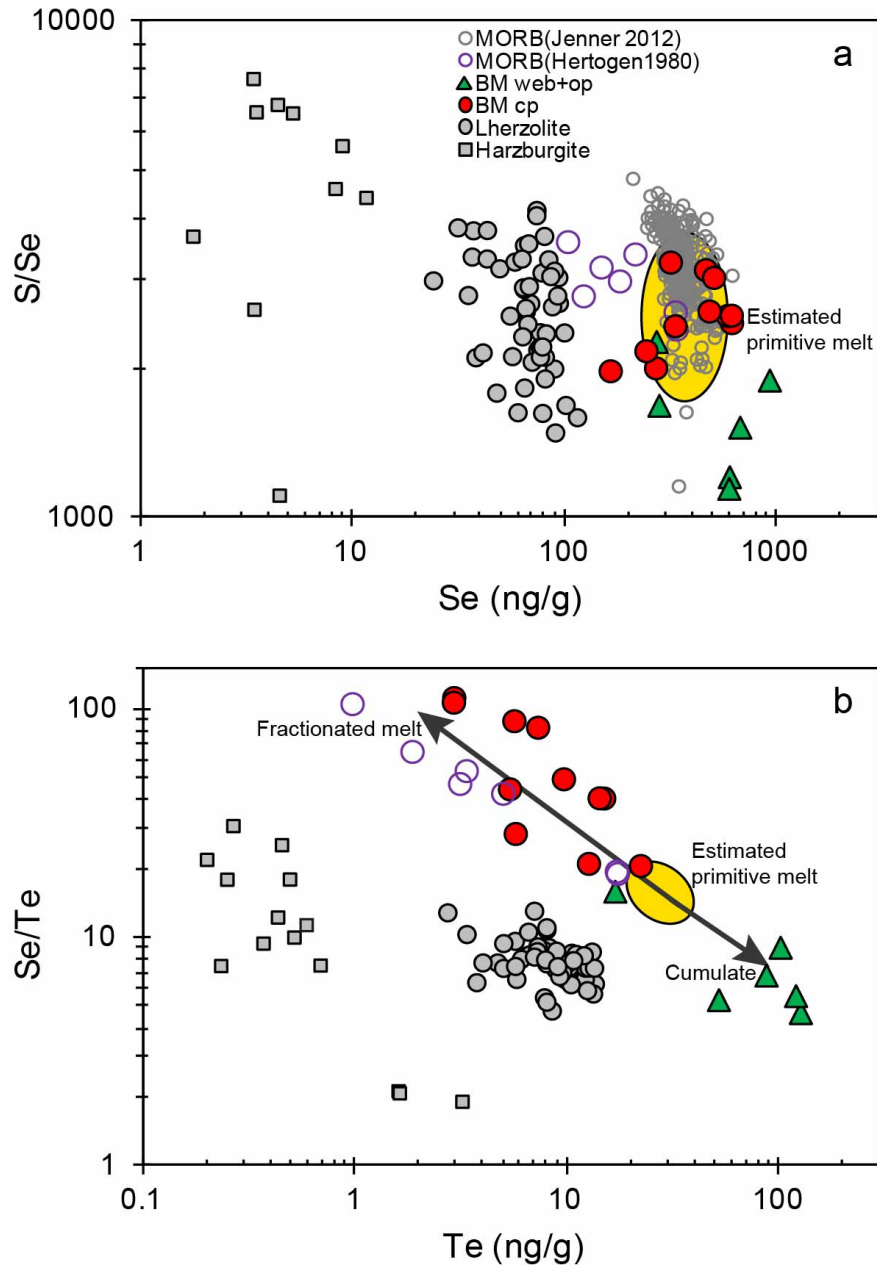 10000
a
MORB(Jenner 2012)
MORB(Hertogen1980)
BM web+op
BM cp
Lherzolite
Harzburgite
S/Se
Estimated
primitive melt
1000
1
10
100
1000
Se (ng/g)
100
b
Fractionated melt
Estimated
primitive melt
Se/Te
10
Cumulate
1
0.1
1
10
100
Te (ng/g)